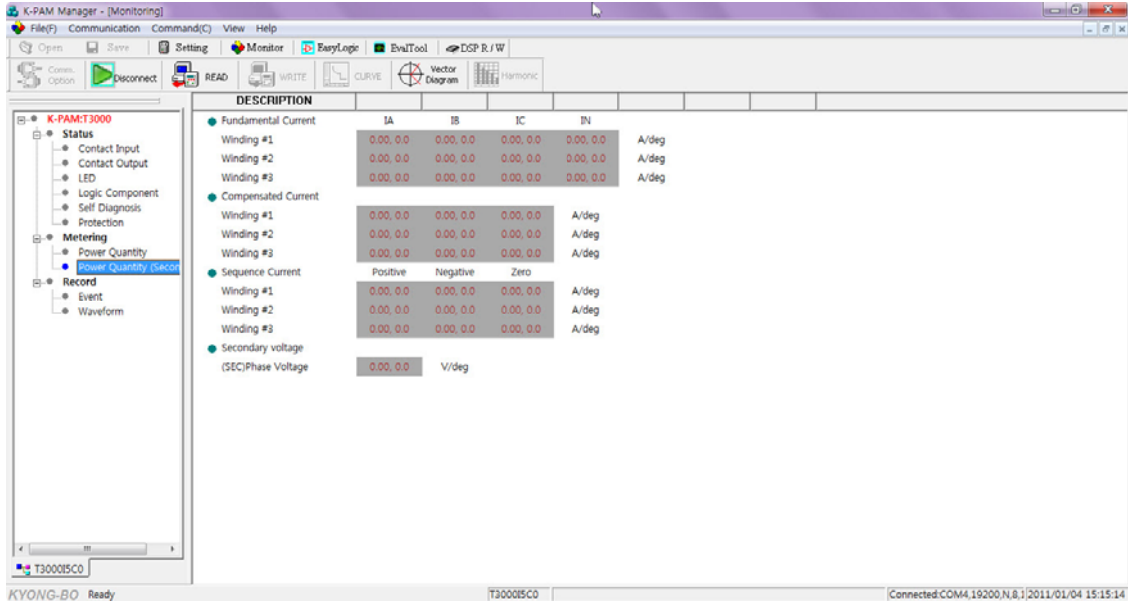 K-PAM Manager - [Monitoring]
File(F) Communication Command(C) View Help
Open Save Setting Monitor EasyLogic EvalTool DSP R/W
Comm. Option Disconnect READ WRITE CURVE Vector Diagram Harmonic
DESCRIPTION
K-PAM:T3000
Status
Contact Input
Contact Output
LED
Logic Component
Self Diagnosis
Protection
Metering
Power Quantity
Power Quantity (Secon
Record
Event
Waveform
T3000I5C0
Fundamental Current IA IB IC IN
Winding #1 0.00, 0.0 0.00, 0.0 0.00, 0.0 0.00, 0.0 A/deg
Winding #2 0.00, 0.0 0.00, 0.0 0.00, 0.0 0.00, 0.0 A/deg
Winding #3 0.00, 0.0 0.00, 0.0 0.00, 0.0 0.00, 0.0 A/deg
Compensated Current
Winding #1 0.00, 0.0 0.00, 0.0 0.00, 0.0 A/deg
Winding #2 0.00, 0.0 0.00, 0.0 0.00, 0.0 A/deg
Winding #3 0.00, 0.0 0.00, 0.0 0.00, 0.0 A/deg
Sequence Current Positive Negative Zero
Winding #1 0.00, 0.0 0.00, 0.0 0.00, 0.0 A/deg
Winding #2 0.00, 0.0 0.00, 0.0 0.00, 0.0 A/deg
Winding #3 0.00, 0.0 0.00, 0.0 0.00, 0.0 A/deg
Secondary voltage
(SEC)Phase Voltage 0.00, 0.0 V/deg
KYONG-BO Ready T3000I5C0 Connected:COM4,19200,N,8,1 2011/01/04 15:15:14